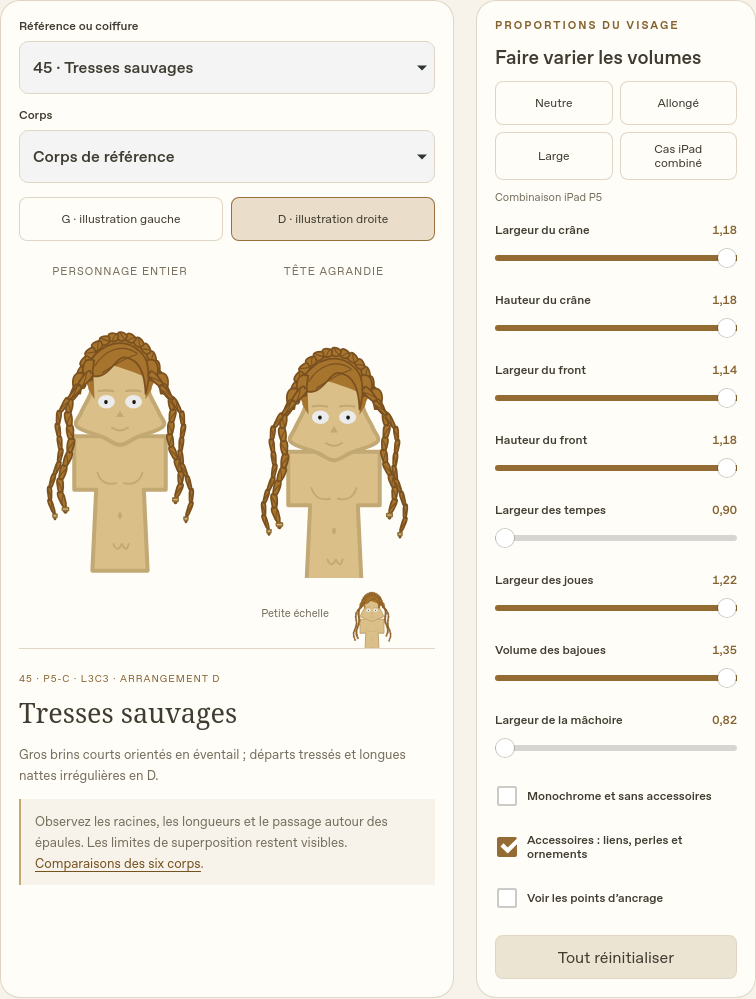 Référence ou coiffure
45 · Tresses sauvages
Corps
Corps de référence
G · illustration gauche
D · illustration droite
PERSONNAGE ENTIER
TÊTE AGRANDIE
Petite échelle
45 · P5-C · L3C3 · ARRANGEMENT D
Tresses sauvages
Gros brins courts orientés en éventail ; départs tressés et longues
nattes irrégulières en D.
Observez les racines, les longueurs et le passage autour des
épaules. Les limites de superposition restent visibles.
Comparaisons des six corps.
PROPORTIONS DU VISAGE
Faire varier les volumes
Neutre
Allongé
Large
Cas iPad
combiné
Combinaison iPad P5
Largeur du crâne 1,18
Hauteur du crâne 1,18
Largeur du front 1,14
Hauteur du front 1,18
Largeur des tempes 0,90
Largeur des joues 1,22
Volume des bajoues 1,35
Largeur de la mâchoire 0,82
Monochrome et sans accessoires
Accessoires : liens, perles et
ornements
Voir les points d’ancrage
Tout réinitialiser